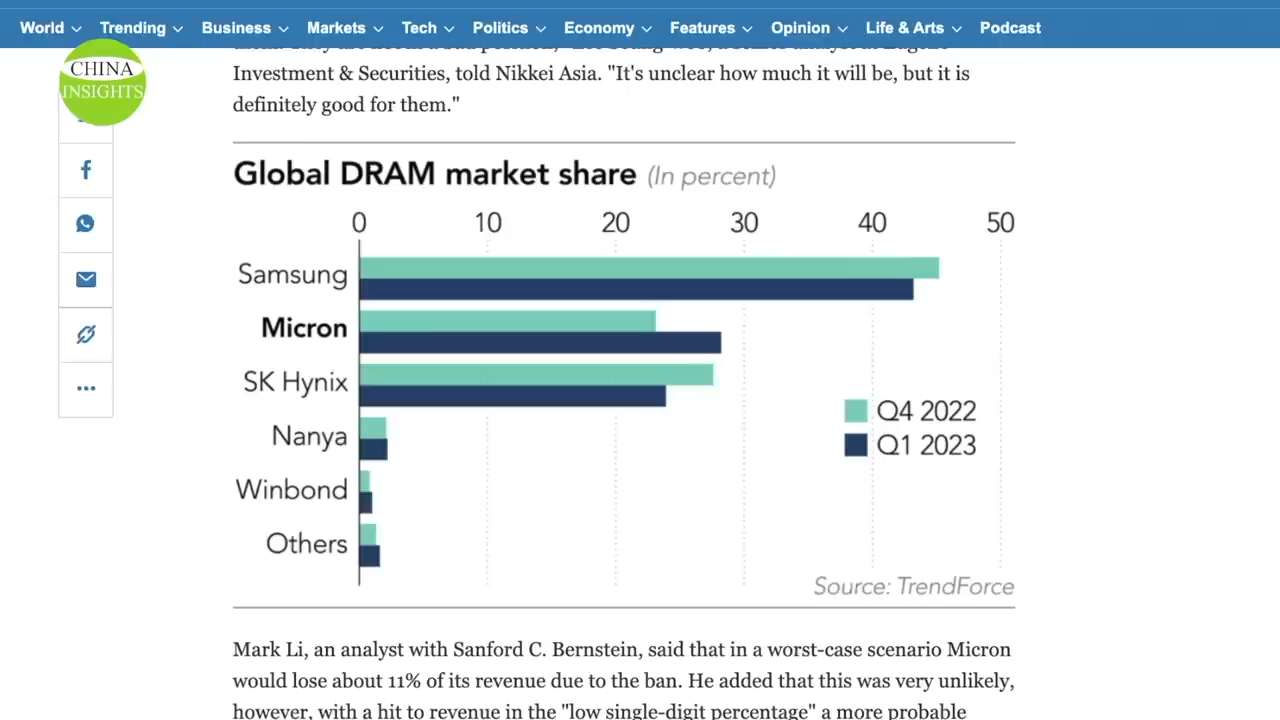 World Trending Business Markets Tech Politics Economy Features Opinion Life & Arts Podcast
CHINA
INSIGHTS
Investment & Securities, told Nikkei Asia. "It's unclear how much it will be, but it is
definitely good for them."
Global DRAM market share (In percent)
0 10 20 30 40 50
Samsung
Micron
SK Hynix
Nanya
Winbond
Others
Q4 2022
Q1 2023
Source: TrendForce
Mark Li, an analyst with Sanford C. Bernstein, said that in a worst-case scenario Micron
would lose about 11% of its revenue due to the ban. He added that this was very unlikely,
however, with a hit to revenue in the "low single-digit percentage" a more probable